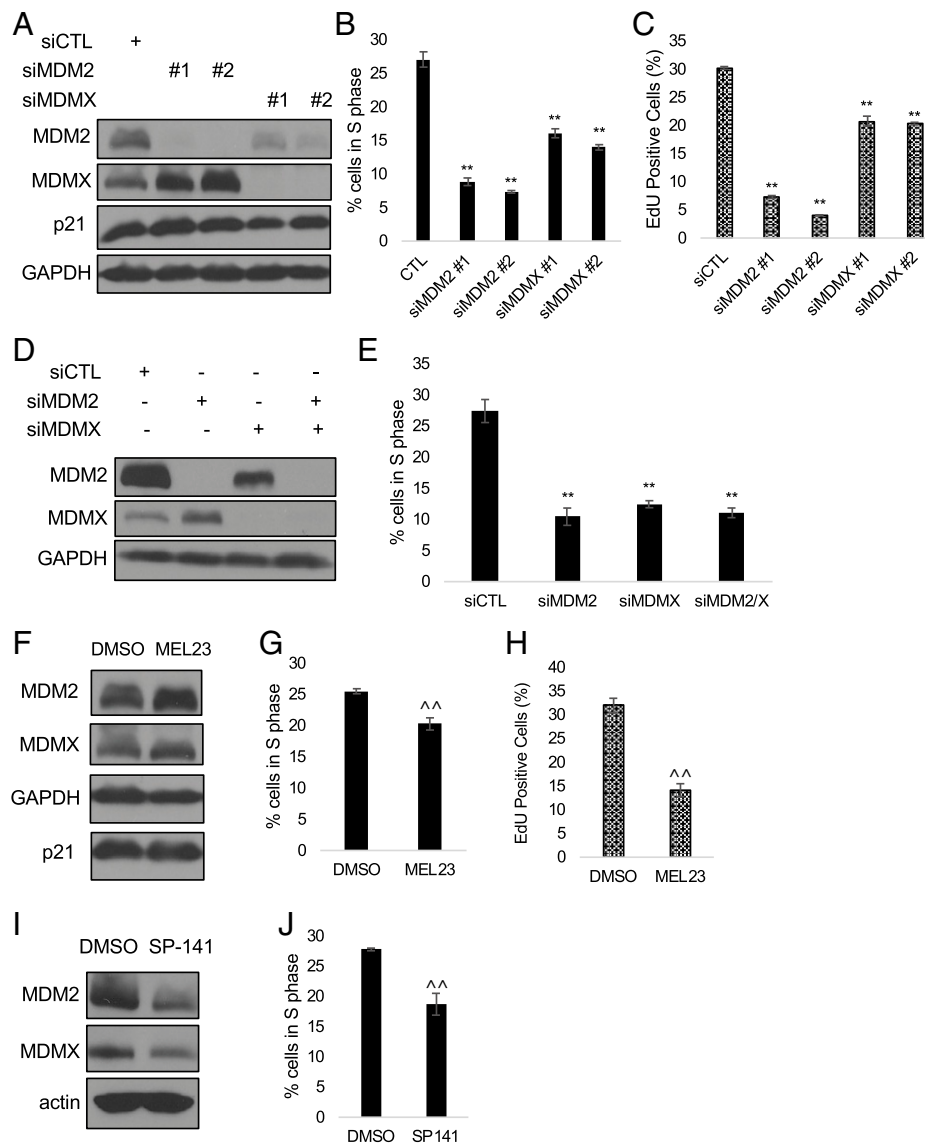 A
siCTL +
siMDM2 #1 #2
siMDMX #1 #2
MDM2
MDMX
p21
GAPDH
B
% cells in S phase
30
25
20
15
10
5
0
** ** ** **
CTL siMDM2 #1 siMDM2 #2 siMDMX #1 siMDMX #2
C
EdU Positive Cells (%)
35
30
25
20
15
10
5
0
** ** ** **
siCTL siMDM2 #1 siMDM2 #2 siMDMX #1 siMDMX #2
D
siCTL + - - -
siMDM2 - + - +
siMDMX - - + +
MDM2
MDMX
GAPDH
E
% cells in S phase
35
30
25
20
15
10
5
0
** ** **
siCTL siMDM2 siMDMX siMDM2/X
F
DMSO MEL23
MDM2
MDMX
GAPDH
p21
G
% cells in S phase
30
25
20
15
10
5
0
^^
DMSO MEL23
H
EdU Positive Cells (%)
40
35
30
25
20
15
10
5
0
^^
DMSO MEL23
I
DMSO SP-141
MDM2
MDMX
actin
J
% cells in S phase
30
25
20
15
10
5
0
^^
DMSO SP141